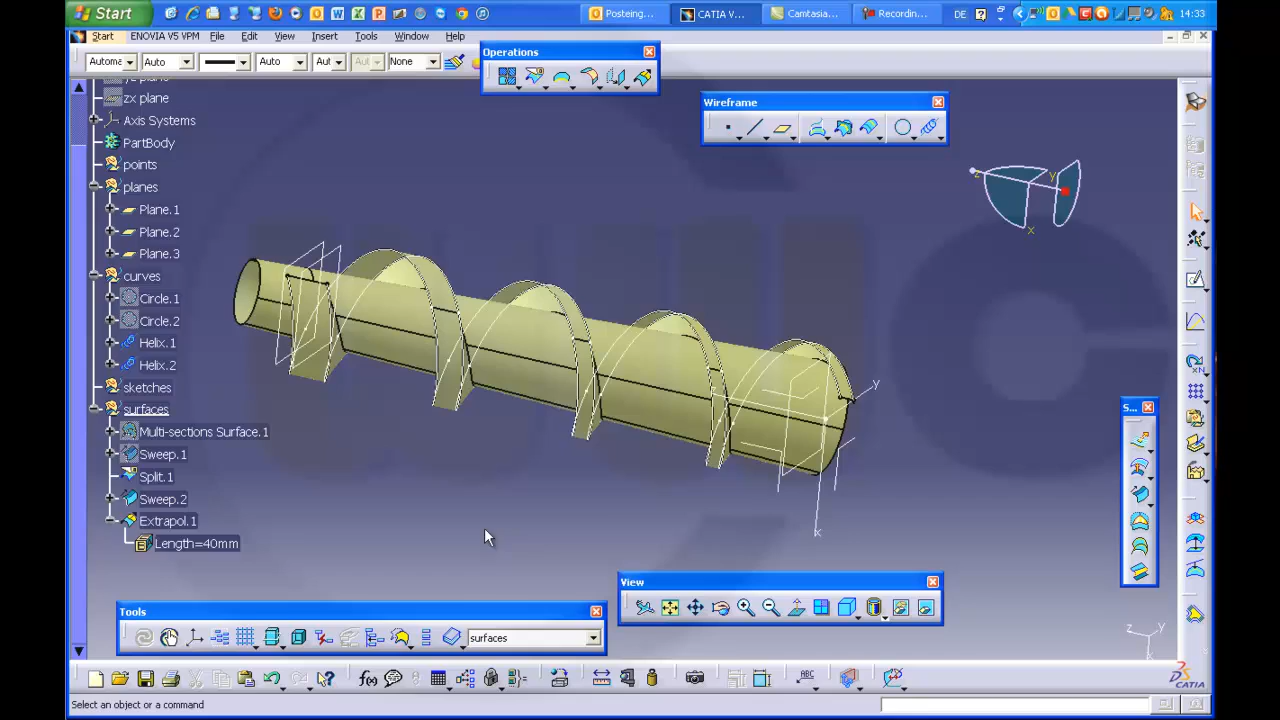 Start
Posteing...
CATIA V...
Camtasia...
Recordin...
DE
14:33
Start
ENOVIA V5 VPM
File
Edit
View
Insert
Tools
Window
Help
Automa
Auto
Auto
Aut
Aut
None
Operations
Wireframe
zx plane
Axis Systems
PartBody
points
planes
Plane.1
Plane.2
Plane.3
curves
Circle.1
Circle.2
Helix.1
Helix.2
sketches
surfaces
Multi-sections Surface.1
Sweep.1
Split.1
Sweep.2
Extrapol.1
Length=40mm
z
y
x
y
x
S...
View
Tools
surfaces
z
y
x
CATIA
Select an object or a command